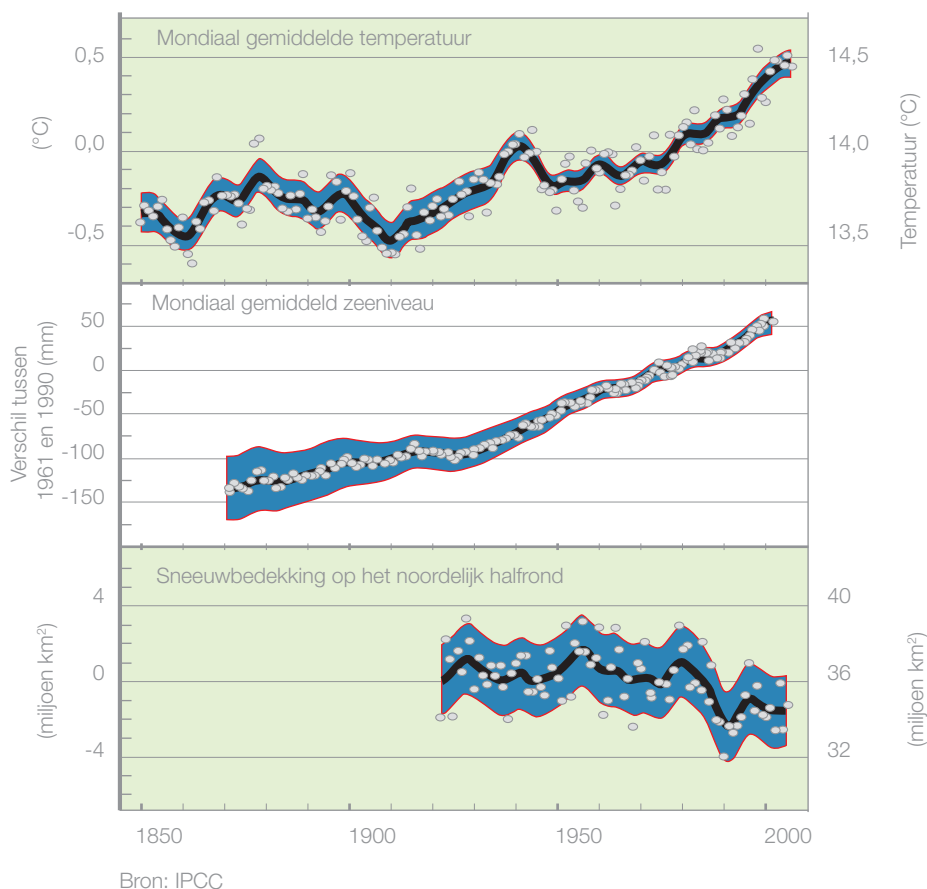 Mondiaal gemiddelde temperatuur
(°C)
0,5
0,0
-0,5
14,5
14,0
13,5
Temperatuur (°C)
Mondiaal gemiddeld zeeniveau
Verschil tussen
1961 en 1990 (mm)
50
0
-50
-100
-150
Sneeuwbedekking op het noordelijk halfrond
(miljoen km²)
4
0
-4
40
36
32
(miljoen km²)
1850 1900 1950 2000
Bron: IPCC